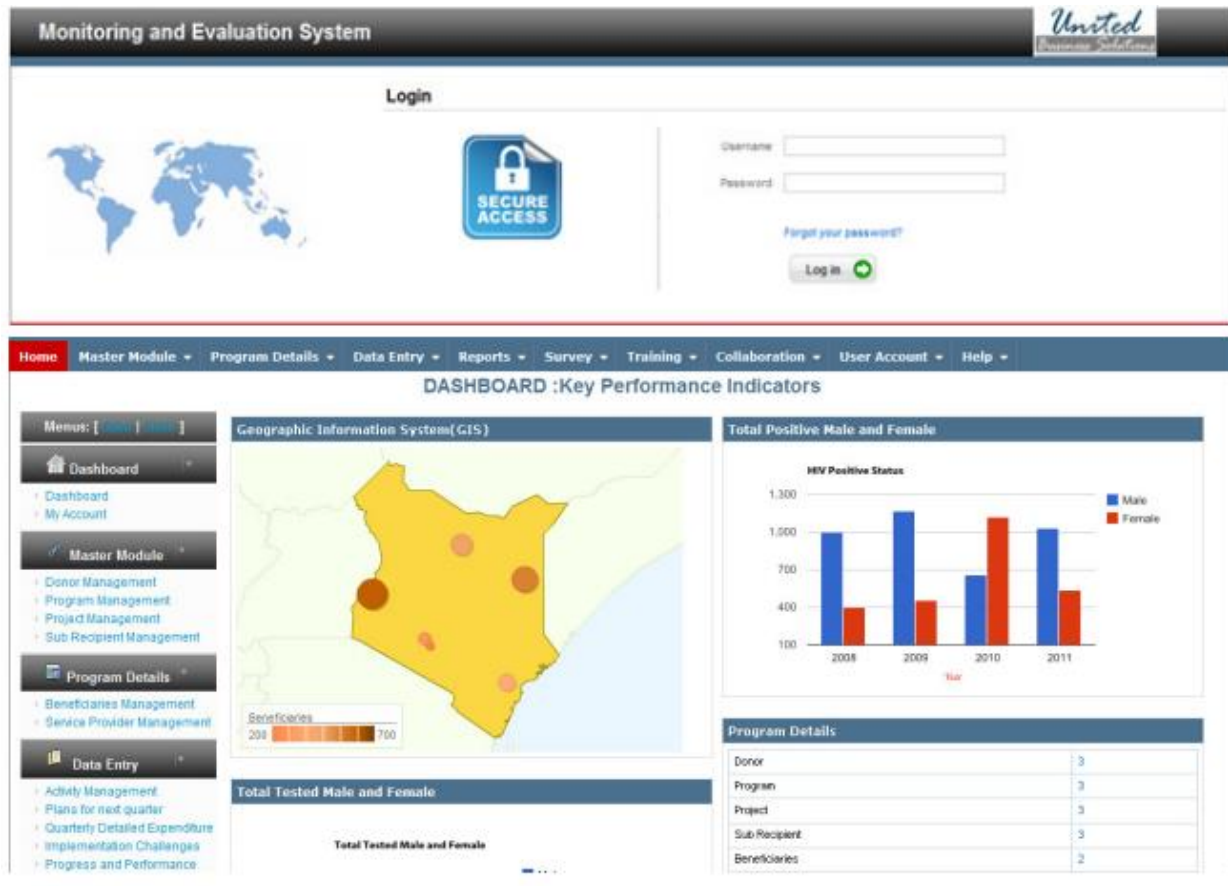 Monitoring and Evaluation System
United
Business Solutions
Login
SECURE
ACCESS
Username
Password
Forgot your password?
Log in
Home Master Module Program Details Data Entry Reports Survey Training Collaboration User Account Help
DASHBOARD :Key Performance Indicators
Menus: [ | ]
Dashboard
Dashboard
My Account
Master Module
Donor Management
Program Management
Project Management
Sub Recipient Management
Program Details
Beneficiaries Management
Service Provider Management
Data Entry
Activity Management
Plans for next quarter
Quarterly Detailed Expenditure
Implementation Challenges
Progress and Performance
Geographic Information System(GIS)
Beneficiaries
200 700
Total Tested Male and Female
Total Tested Male and Female
Total Positive Male and Female
HIV Positive Status
1,300
1,000
700
400
100
2008 2009 2010 2011
Year
Male
Female
Program Details
Donor 3
Program 3
Project 3
Sub Recipient 3
Beneficiaries 2